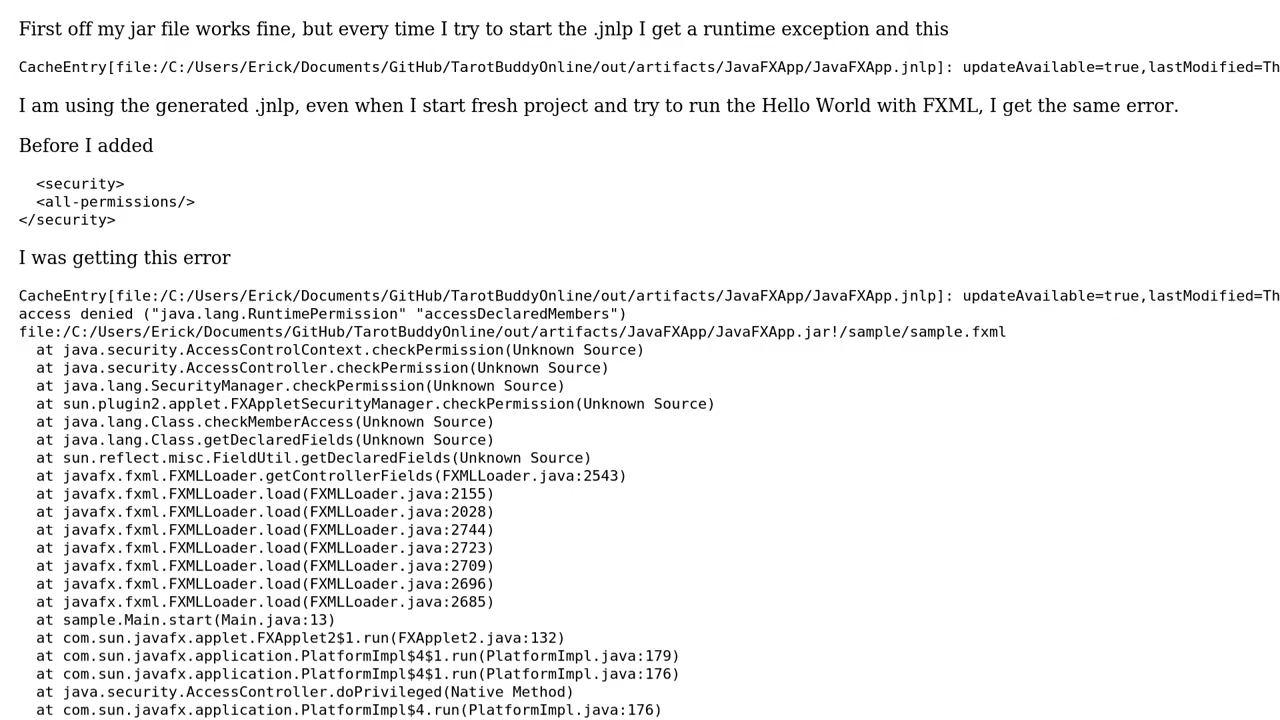 First off my jar file works fine, but every time I try to start the .jnlp I get a runtime exception and this
CacheEntry[file:/C:/Users/Erick/Documents/GitHub/TarotBuddyOnline/out/artifacts/JavaFXApp/JavaFXApp.jnlp]: updateAvailable=true,lastModified=Th
I am using the generated .jnlp, even when I start fresh project and try to run the Hello World with FXML, I get the same error.
Before I added
<security>
<all-permissions/>
</security>
I was getting this error
CacheEntry[file:/C:/Users/Erick/Documents/GitHub/TarotBuddyOnline/out/artifacts/JavaFXApp/JavaFXApp.jnlp]: updateAvailable=true,lastModified=Th
access denied ("java.lang.RuntimePermission" "accessDeclaredMembers")
file:/C:/Users/Erick/Documents/GitHub/TarotBuddyOnline/out/artifacts/JavaFXApp/JavaFXApp.jar!/sample/sample.fxml
at java.security.AccessControlContext.checkPermission(Unknown Source)
at java.security.AccessController.checkPermission(Unknown Source)
at java.lang.SecurityManager.checkPermission(Unknown Source)
at sun.plugin2.applet.FXAppletSecurityManager.checkPermission(Unknown Source)
at java.lang.Class.checkMemberAccess(Unknown Source)
at java.lang.Class.getDeclaredFields(Unknown Source)
at sun.reflect.misc.FieldUtil.getDeclaredFields(Unknown Source)
at javafx.fxml.FXMLLoader.getControllerFields(FXMLLoader.java:2543)
at javafx.fxml.FXMLLoader.load(FXMLLoader.java:2155)
at javafx.fxml.FXMLLoader.load(FXMLLoader.java:2028)
at javafx.fxml.FXMLLoader.load(FXMLLoader.java:2744)
at javafx.fxml.FXMLLoader.load(FXMLLoader.java:2723)
at javafx.fxml.FXMLLoader.load(FXMLLoader.java:2709)
at javafx.fxml.FXMLLoader.load(FXMLLoader.java:2696)
at javafx.fxml.FXMLLoader.load(FXMLLoader.java:2685)
at sample.Main.start(Main.java:13)
at com.sun.javafx.applet.FXApplet2$1.run(FXApplet2.java:132)
at com.sun.javafx.application.PlatformImpl$4$1.run(PlatformImpl.java:179)
at com.sun.javafx.application.PlatformImpl$4$1.run(PlatformImpl.java:176)
at java.security.AccessController.doPrivileged(Native Method)
at com.sun.javafx.application.PlatformImpl$4.run(PlatformImpl.java:176)